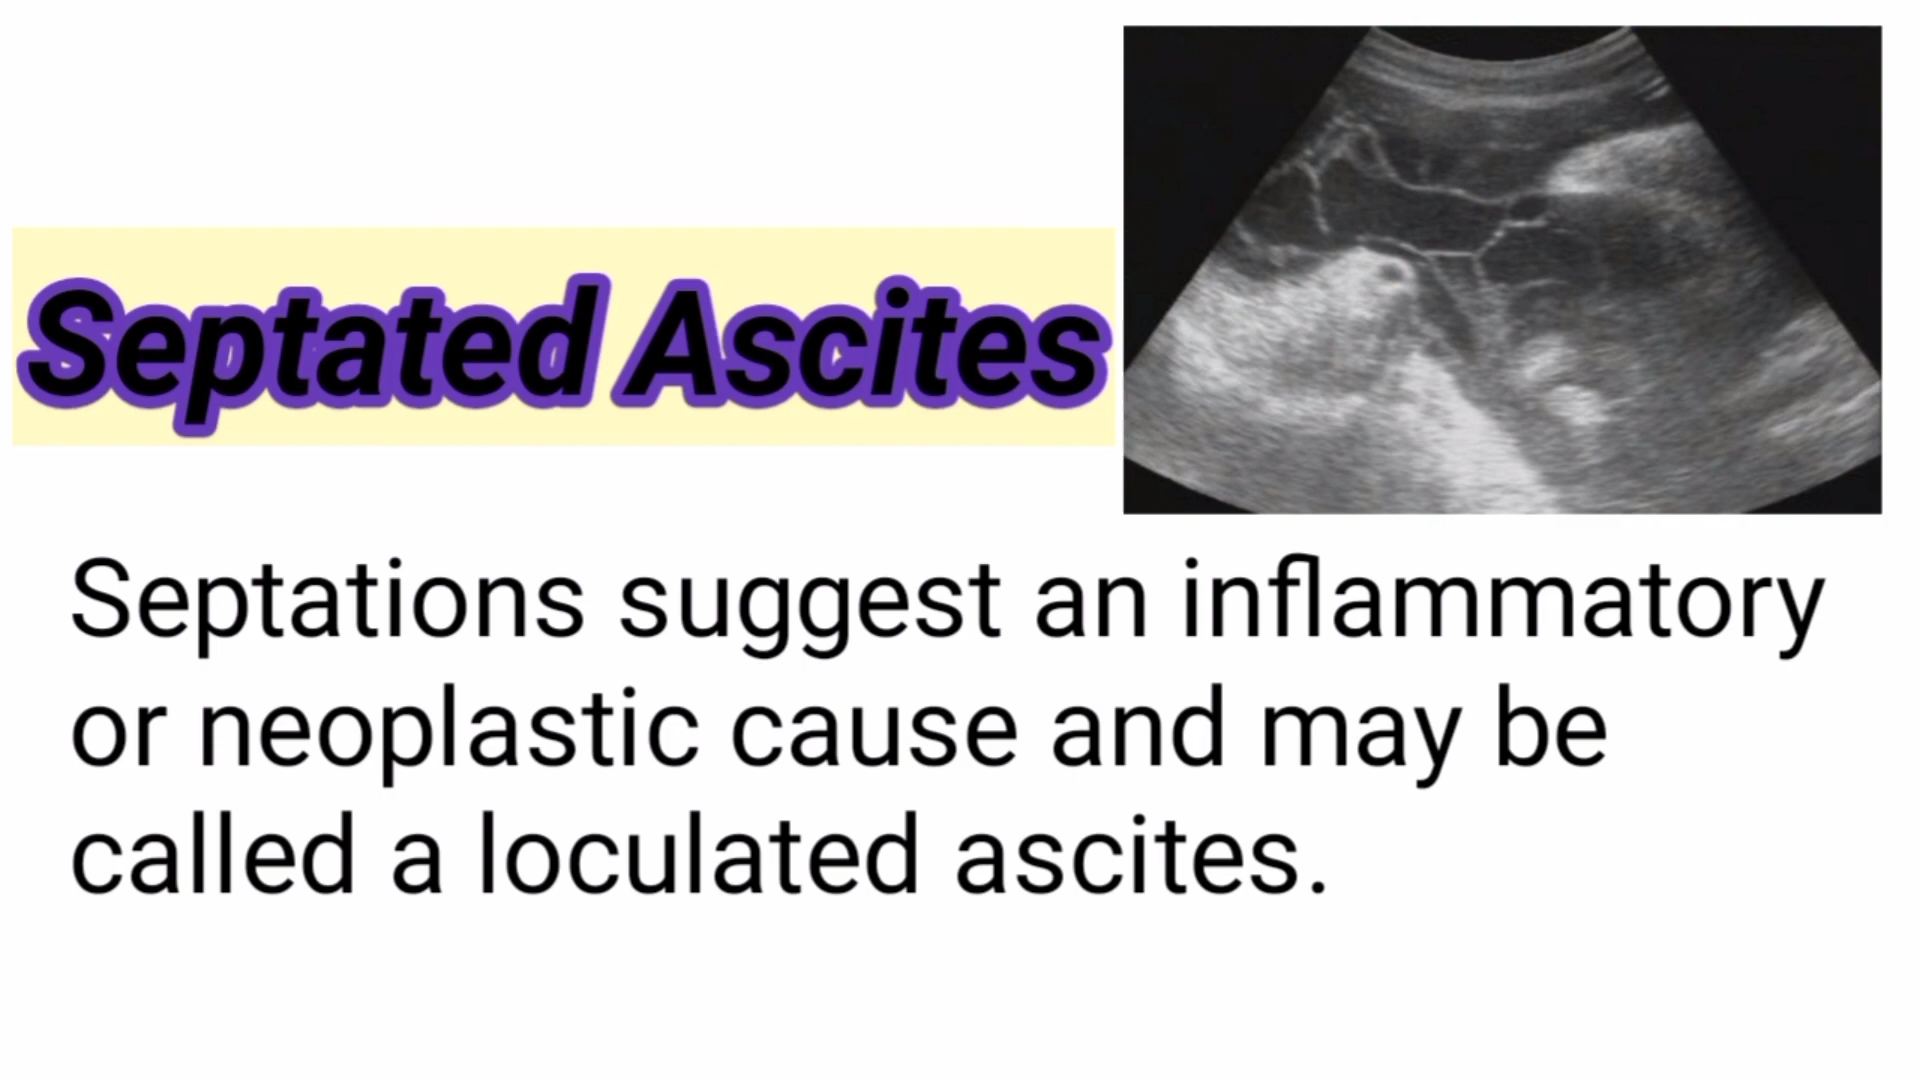 Septated Ascites
Septations suggest an inflammatory
or neoplastic cause and may be
called a loculated ascites.